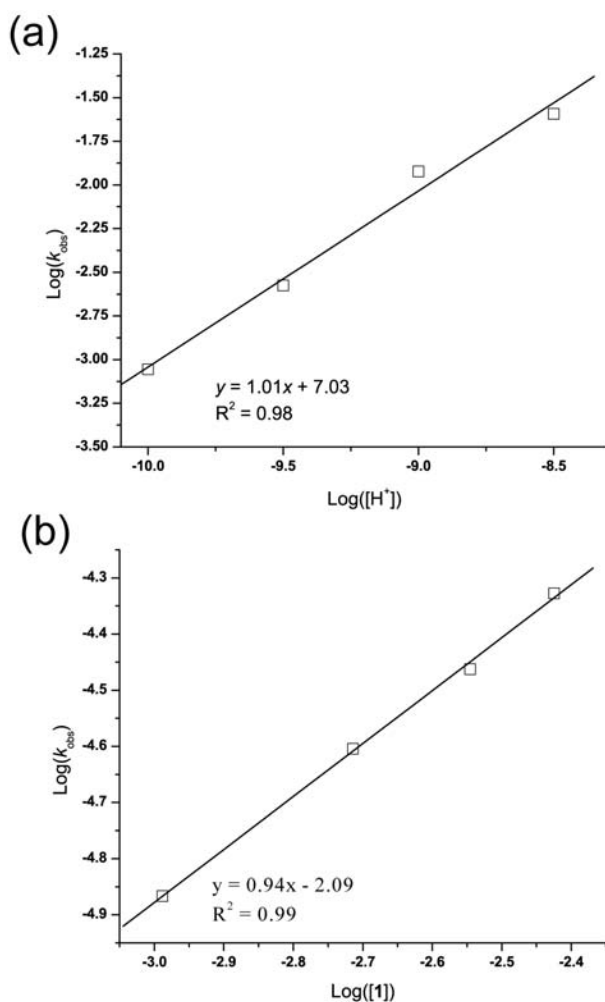 (a)
-1.25
-1.50
-1.75
-2.00
-2.25
-2.50
-2.75
-3.00
-3.25
-3.50
Log(k_obs)
y = 1.01x + 7.03
R² = 0.98
-10.0 -9.5 -9.0 -8.5
Log([H⁺])
(b)
-4.3
-4.4
-4.5
-4.6
-4.7
-4.8
-4.9
Log(k_obs)
y = 0.94x - 2.09
R² = 0.99
-3.0 -2.9 -2.8 -2.7 -2.6 -2.5 -2.4
Log([1])